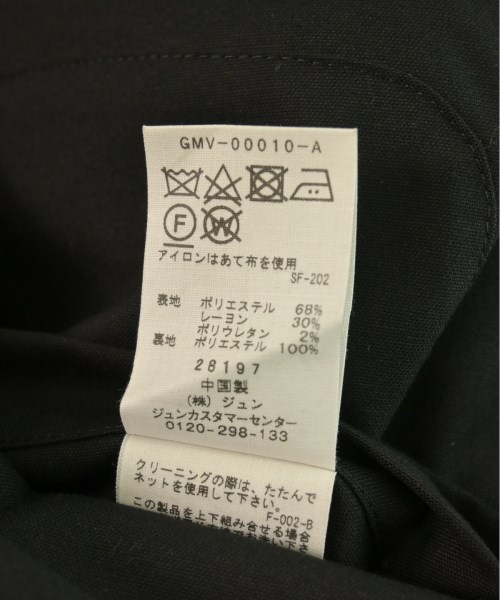 GMV-00010-A
F W
アイロンはあて布を使用
SF-202
表地 ポリエステル 68%
レーヨン 30%
ポリウレタン 2%
裏地 ポリエステル 100%
28197
中国製
(株) ジュン
ジュンカスタマーセンター
0120-298-133
クリーニングの際は、たたんで
ネットを使用して下さい。
F-002-B
この製品を上下組み合せる場合